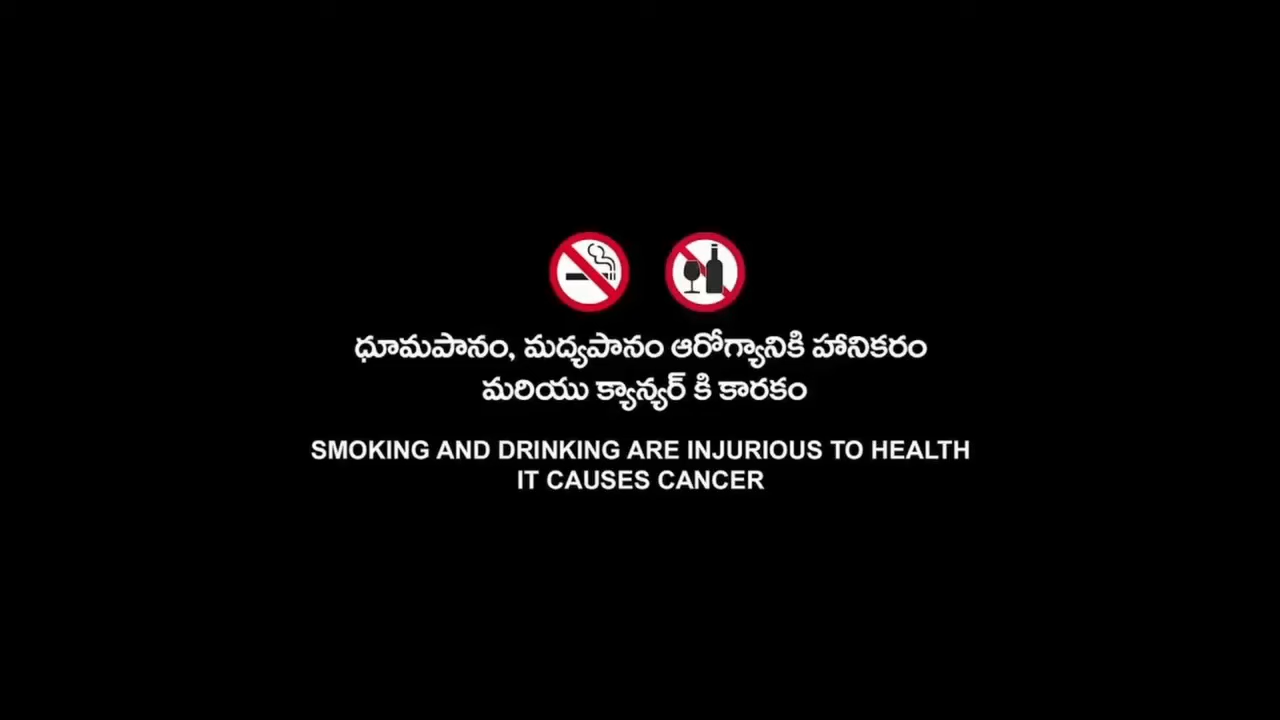 ధూమపానం, మద్యపానం ఆరోగ్యానికి హానికరం
మరియు క్యాన్సర్ కి కారకం
SMOKING AND DRINKING ARE INJURIOUS TO HEALTH
IT CAUSES CANCER